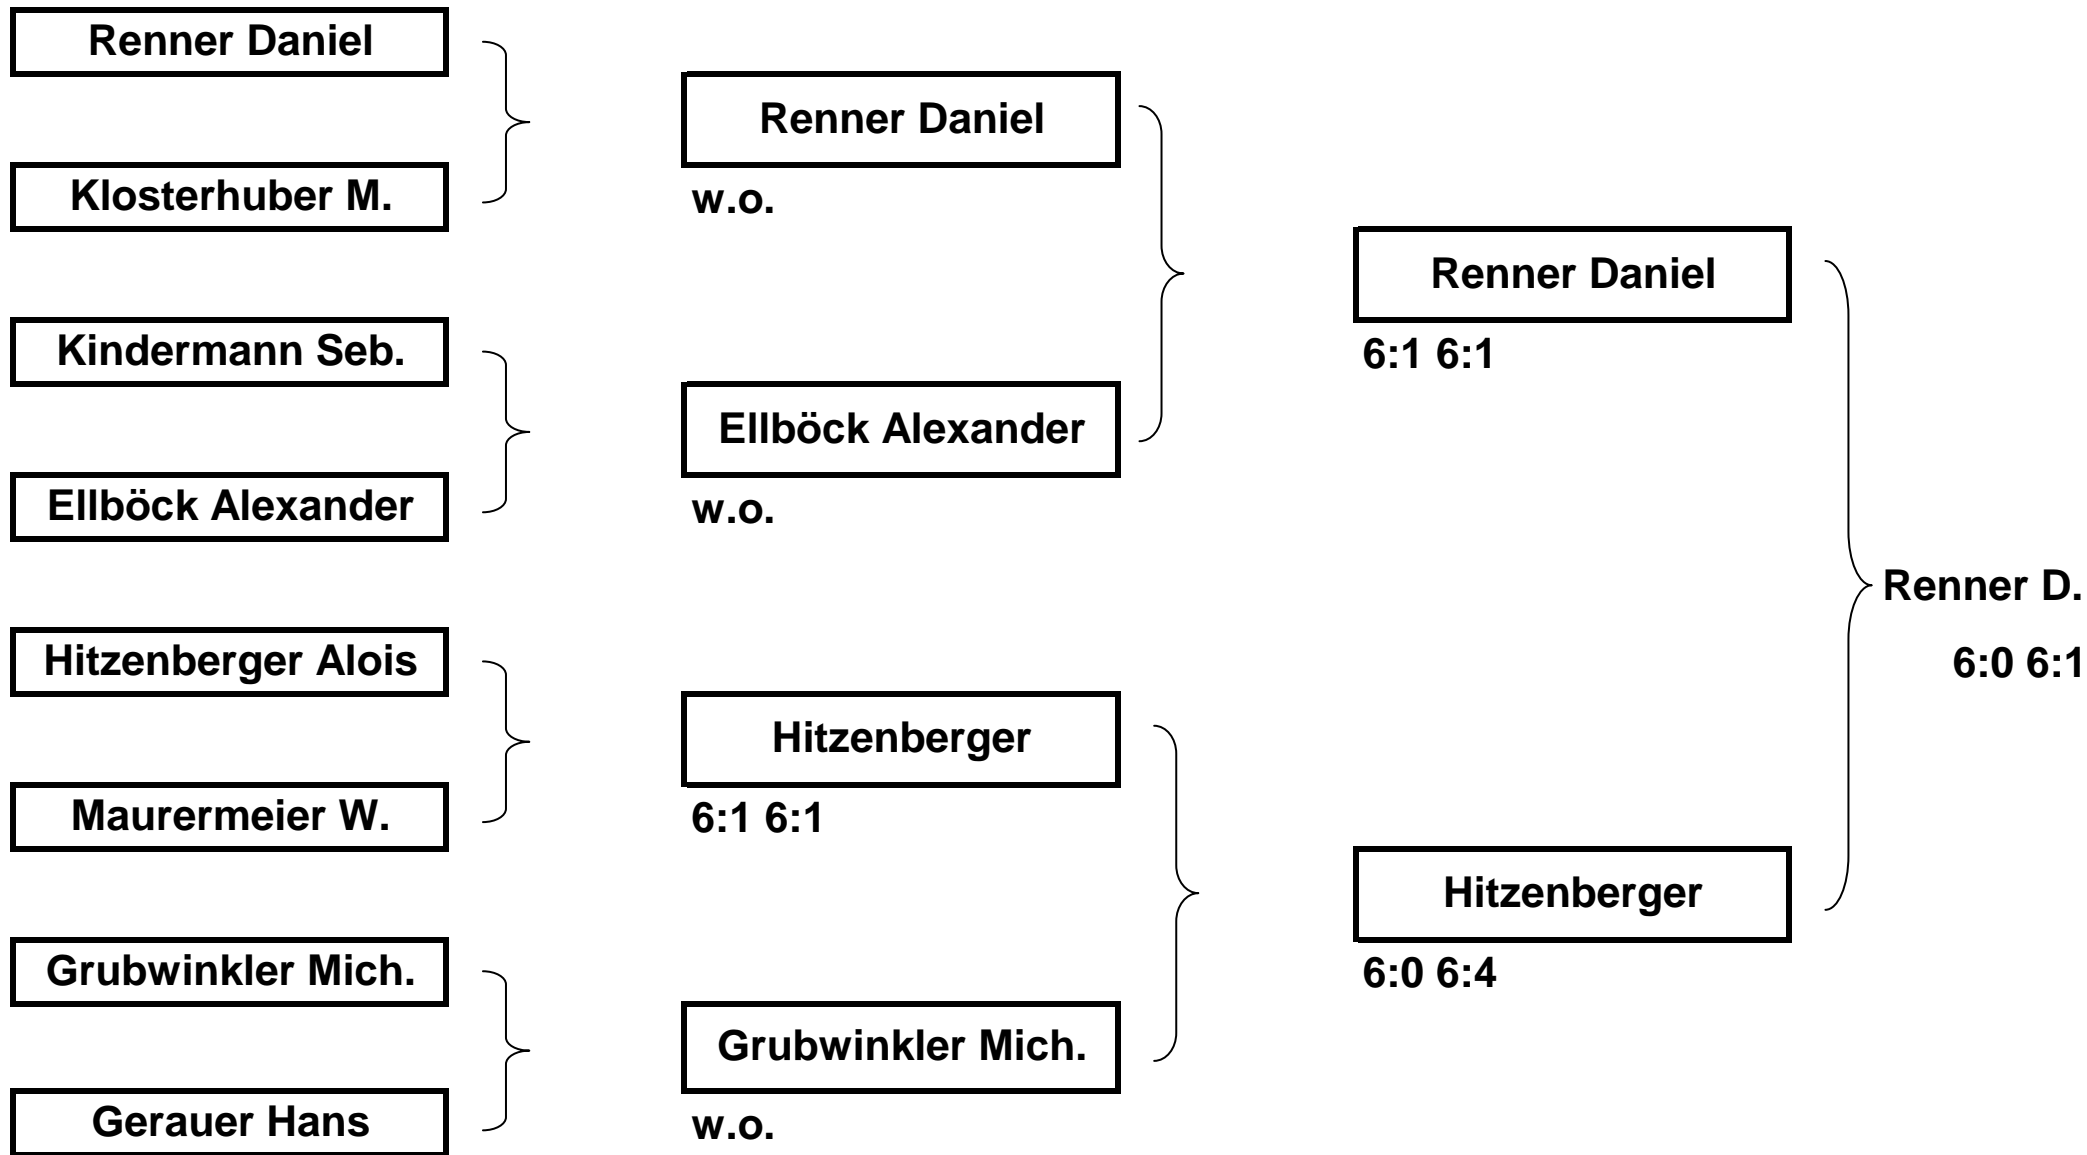 Renner Daniel
Klosterhuber M.
Kindermann Seb.
Ellböck Alexander
Hitzenberger Alois
Maurermeier W.
Grubwinkler Mich.
Gerauer Hans
Renner Daniel
w.o.
Ellböck Alexander
w.o.
Hitzenberger
6:1 6:1
Grubwinkler Mich.
w.o.
Renner Daniel
6:1 6:1
Hitzenberger
6:0 6:4
Renner D.
6:0 6:1